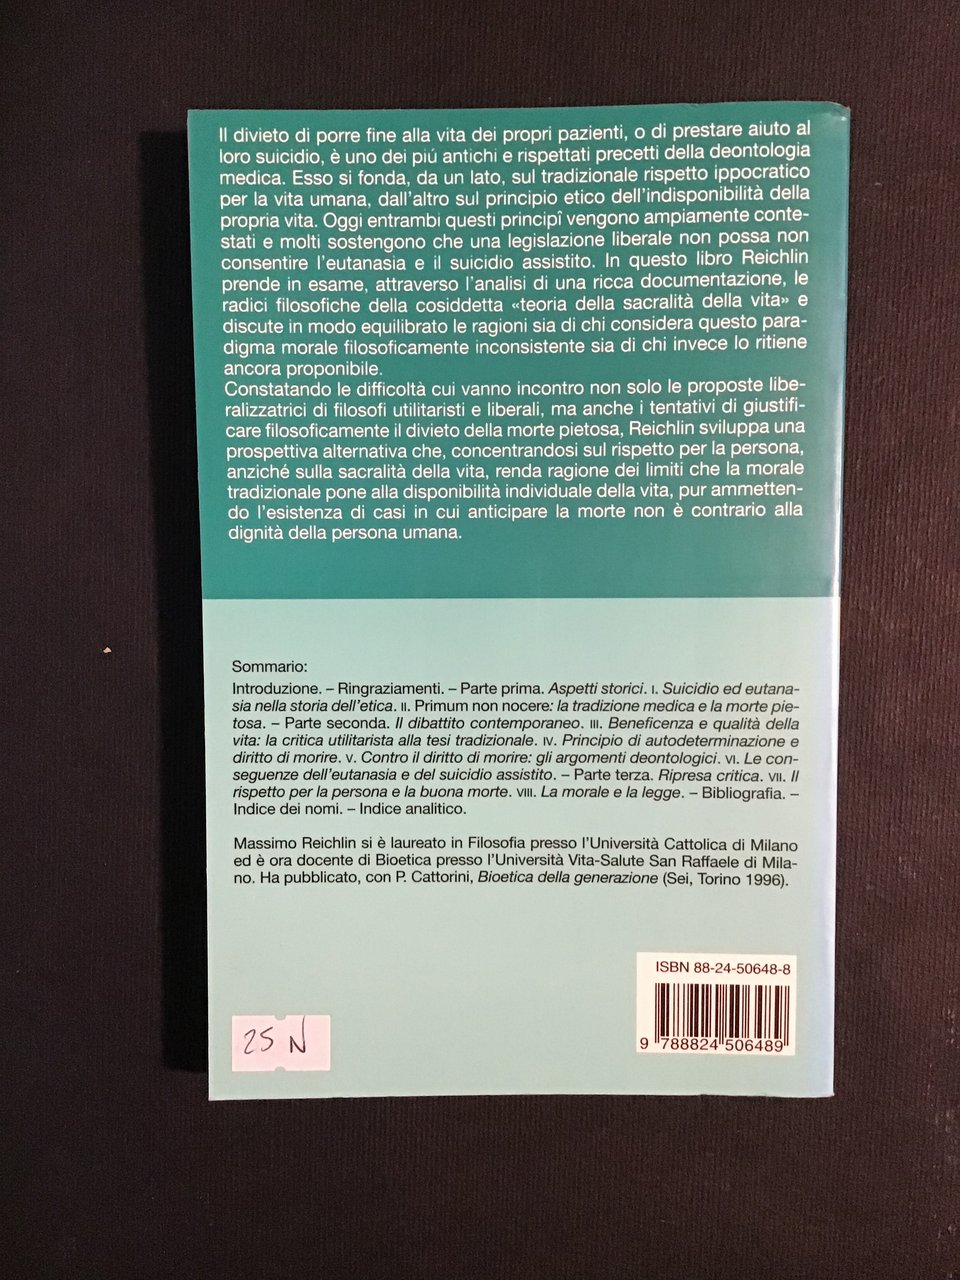 Il divieto di porre fine alla vita dei propri pazienti, o di prestare aiuto al
loro suicidio, è uno dei piú antichi e rispettati precetti della deontologia
medica. Esso si fonda, da un lato, sul tradizionale rispetto ippocratico
per la vita umana, dall'altro sul principio etico dell'indisponibilità della
propria vita. Oggi entrambi questi principî vengono ampiamente conte-
stati e molti sostengono che una legislazione liberale non possa non
consentire l'eutanasia e il suicidio assistito. In questo libro Reichlin
prende in esame, attraverso l'analisi di una ricca documentazione, le
radici filosofiche della cosiddetta «teoria della sacralità della vita» e
discute in modo equilibrato le ragioni sia di chi considera questo para-
digma morale filosoficamente inconsistente sia di chi invece lo ritiene
ancora proponibile.
Constatando le difficoltà cui vanno incontro non solo le proposte libe-
ralizzatrici di filosofi utilitaristi e liberali, ma anche i tentativi di giustifi-
care filosoficamente il divieto della morte pietosa, Reichlin sviluppa una
prospettiva alternativa che, concentrandosi sul rispetto per la persona,
anziché sulla sacralità della vita, renda ragione dei limiti che la morale
tradizionale pone alla disponibilità individuale della vita, pur ammetten-
do l'esistenza di casi in cui anticipare la morte non è contrario alla
dignità della persona umana.
Sommario:
Introduzione. – Ringraziamenti. – Parte prima. Aspetti storici. I. Suicidio ed eutana-
sia nella storia dell'etica. II. Primum non nocere: la tradizione medica e la morte pie-
tosa. – Parte seconda. Il dibattito contemporaneo. III. Beneficenza e qualità della
vita: la critica utilitarista alla tesi tradizionale. IV. Principio di autodeterminazione e
diritto di morire. V. Contro il diritto di morire: gli argomenti deontologici. VI. Le con-
seguenze dell'eutanasia e del suicidio assistito. – Parte terza. Ripresa critica. VII. Il
rispetto per la persona e la buona morte. VIII. La morale e la legge. – Bibliografia. –
Indice dei nomi. – Indice analitico.
Massimo Reichlin si è laureato in Filosofia presso l'Università Cattolica di Milano
ed è ora docente di Bioetica presso l'Università Vita-Salute San Raffaele di Mila-
no. Ha pubblicato, con P. Cattorini, Bioetica della generazione (Sei, Torino 1996).
ISBN 88-24-50648-8
9 788824 506489
25 N